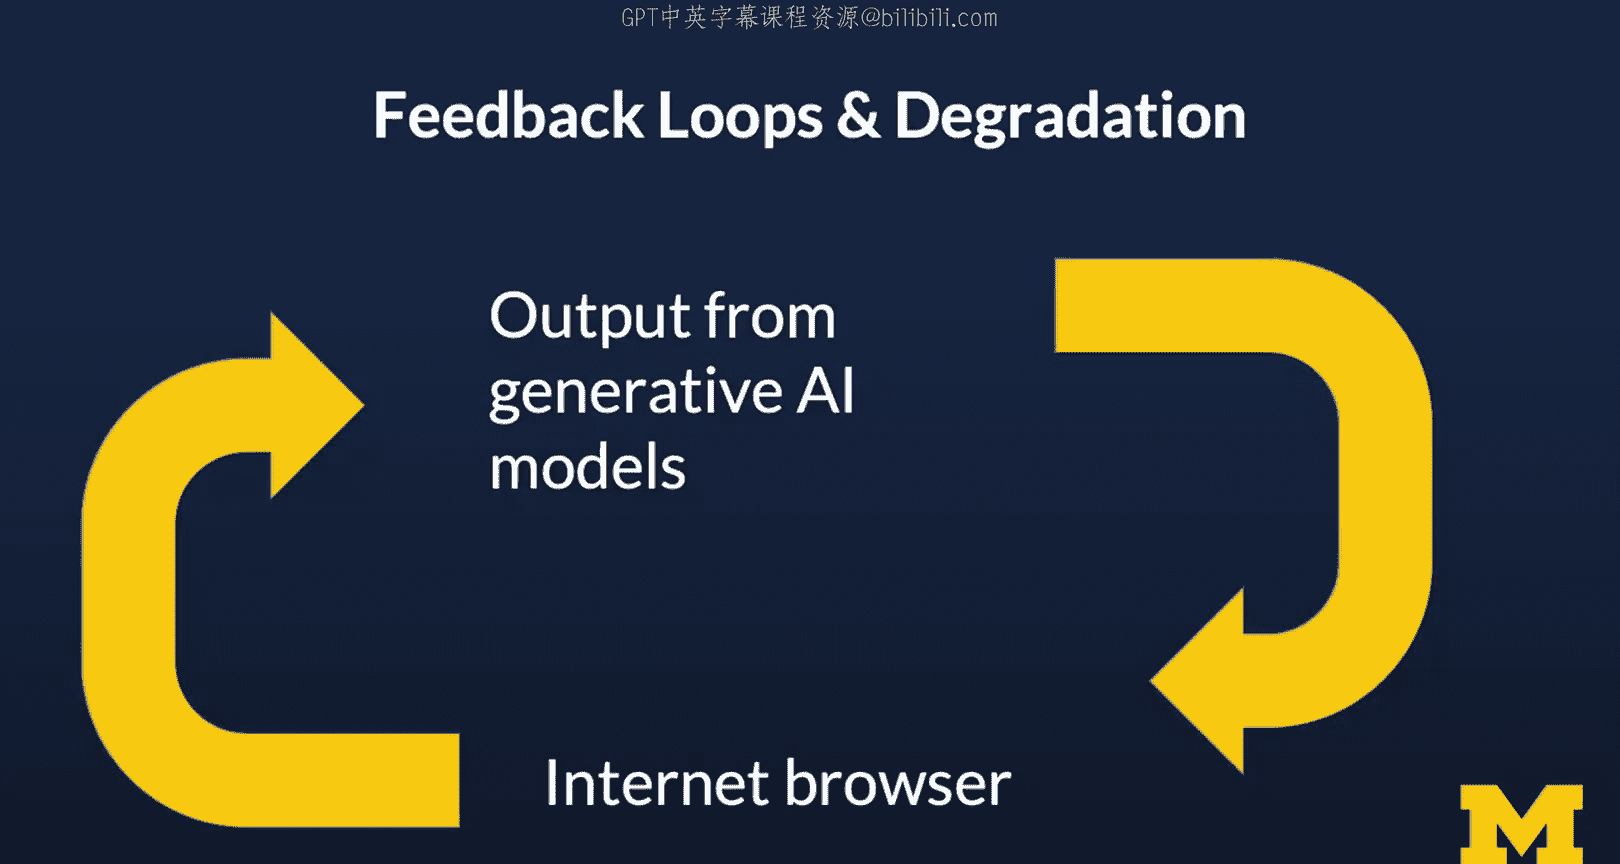 GPT中英字幕课程资源@bilibili.com
Feedback Loops & Degradation
Output from
generative AI
models
Internet browser
M